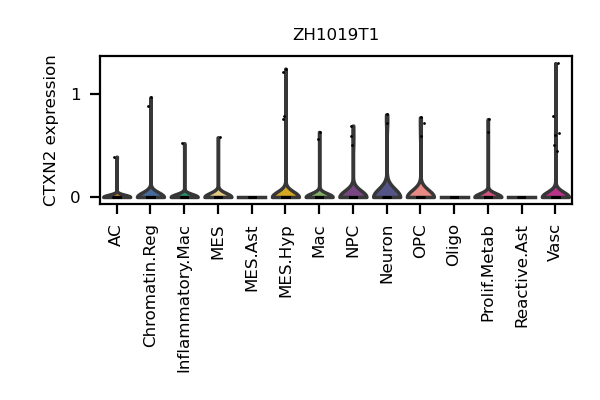 ZH1019T1
CTXN2 expression
1
0
AC
Chromatin.Reg
Inflammatory.Mac
MES
MES.Ast
MES.Hyp
Mac
NPC
Neuron
OPC
Oligo
Prolif.Metab
Reactive.Ast
Vasc